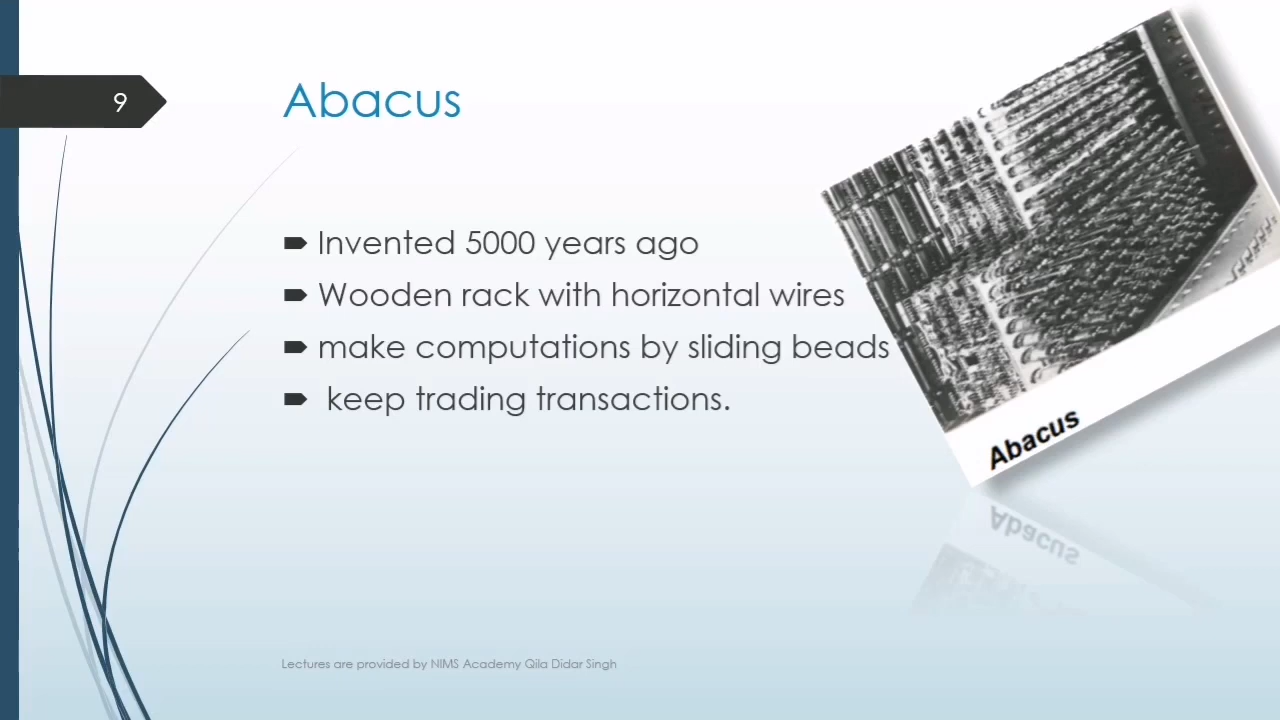 9
Abacus
Invented 5000 years ago
Wooden rack with horizontal wires
make computations by sliding beads
keep trading transactions.
Abacus
Lectures are provided by NIMS Academy Qila Didar Singh